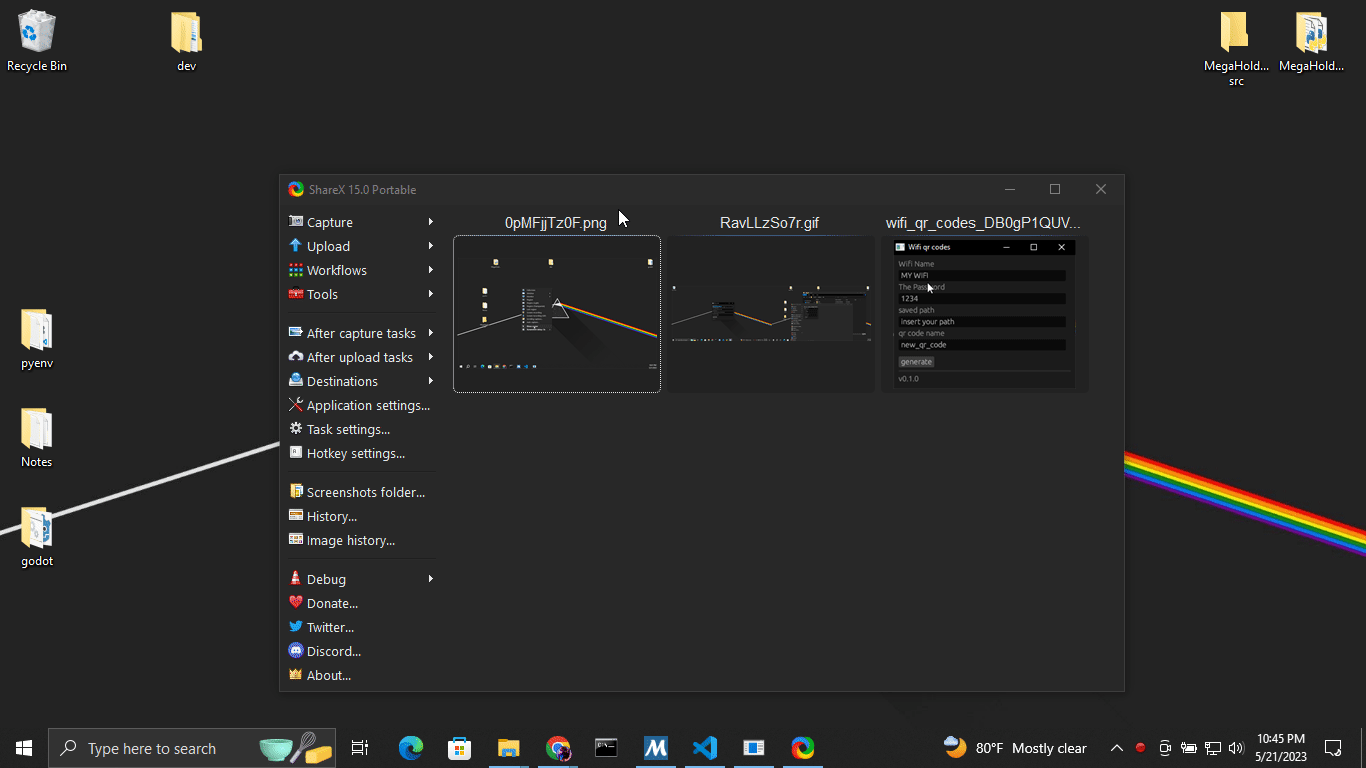 Recycle Bin
dev
MegaHold... src
MegaHold...
pyenv
Notes
godot
ShareX 15.0 Portable
Capture
Upload
Workflows
Tools
After capture tasks
After upload tasks
Destinations
Application settings...
Task settings...
Hotkey settings...
Screenshots folder...
History...
Image history...
Debug
Donate...
Twitter...
Discord...
About...
0pMFjjTz0F.png
RavLLzSo7r.gif
wifi_qr_codes_DB0gP1QUV...
Wifi qr codes
Wifi Name
MY WIFI
The Password
1234
saved path
insert your path
qr code name
new_qr_code
generate
v0.1.0
Type here to search
80°F Mostly clear
10:45 PM
5/21/2023